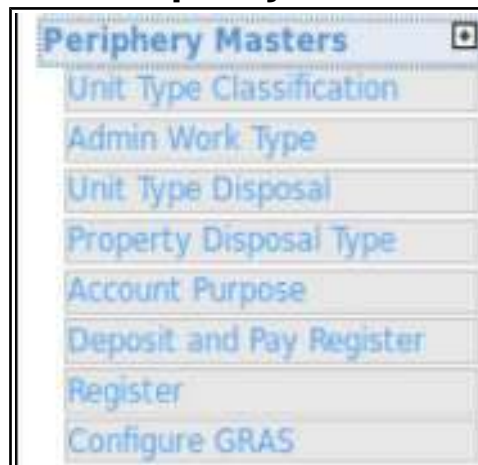 Periphery Masters
Unit Type Classification
Admin Work Type
Unit Type Disposal
Property Disposal Type
Account Purpose
Deposit and Pay Register
Register
Configure GRAS